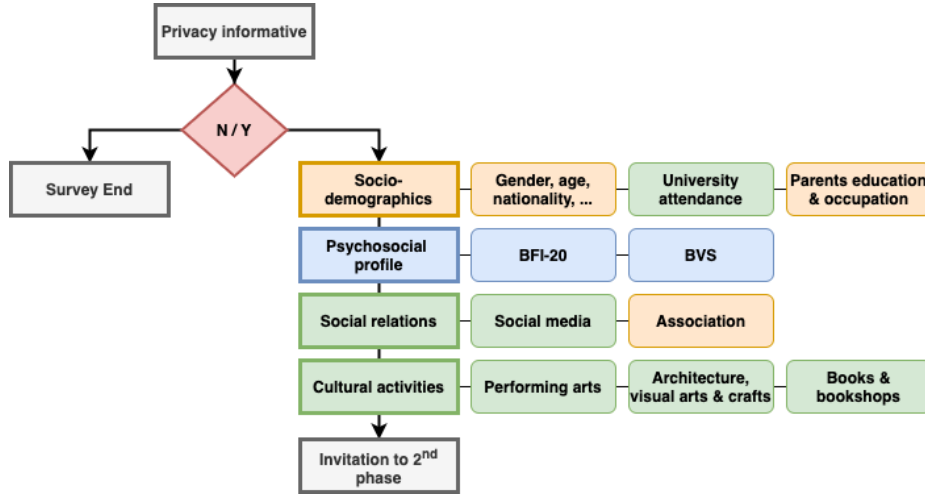 Privacy informative
N / Y
Survey End
Socio-
demographics
Gender, age,
nationality, ...
University
attendance
Parents education
& occupation
Psychosocial
profile
BFI-20
BVS
Social relations
Social media
Association
Cultural activities
Performing arts
Architecture,
visual arts & crafts
Books &
bookshops
Invitation to 2nd
phase